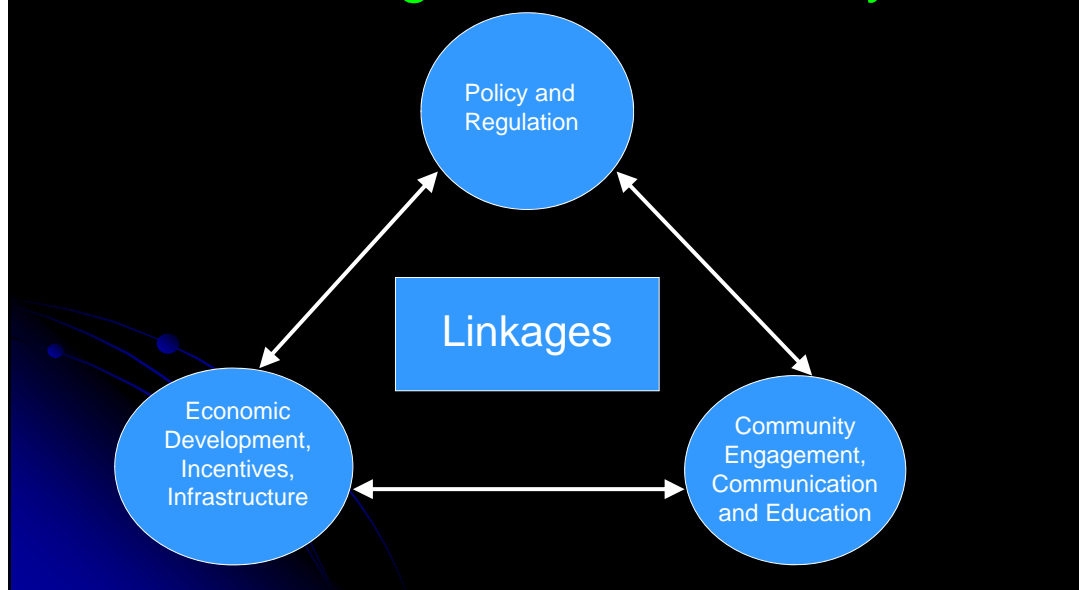 Policy and
Regulation
Linkages
Economic
Development,
Incentives,
Infrastructure
Community
Engagement,
Communication
and Education